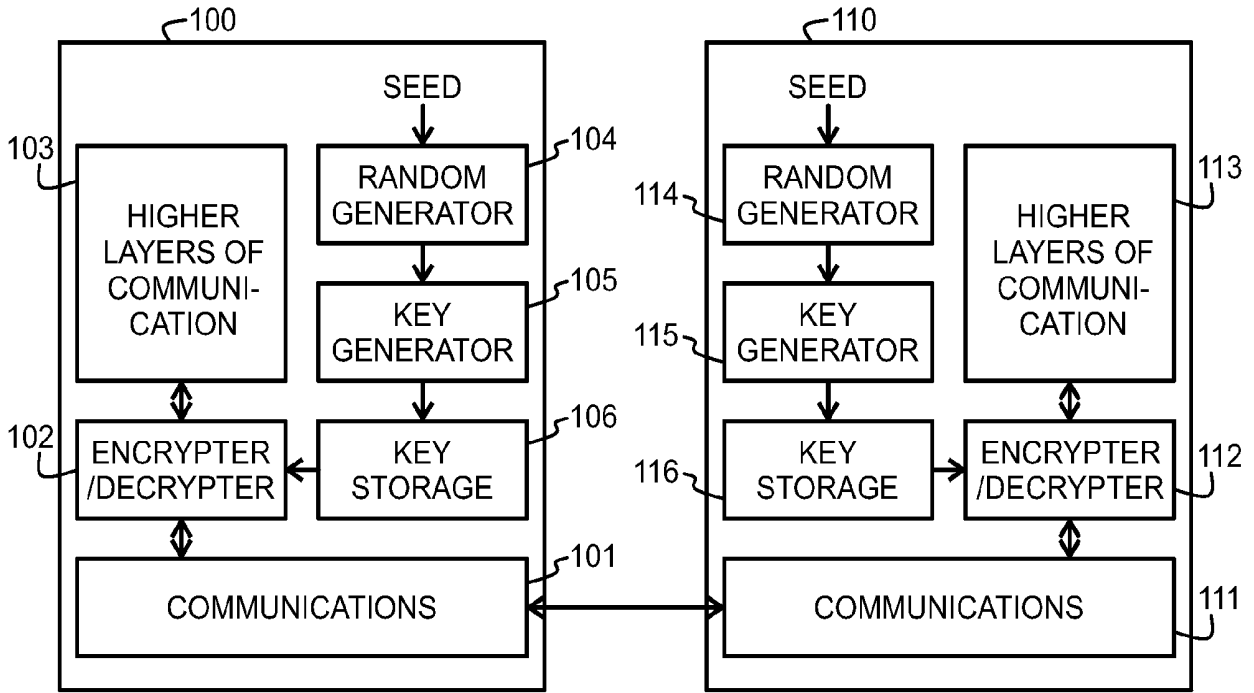 100
SEED
103
HIGHER
LAYERS OF
COMMUNI-
CATION
104
RANDOM
GENERATOR
105
KEY
GENERATOR
102
ENCRYPTER
/DECRYPTER
106
KEY
STORAGE
101
COMMUNICATIONS
110
SEED
114
RANDOM
GENERATOR
113
HIGHER
LAYERS OF
COMMUNI-
CATION
115
KEY
GENERATOR
116
KEY
STORAGE
ENCRYPTER
/DECRYPTER
112
COMMUNICATIONS
111